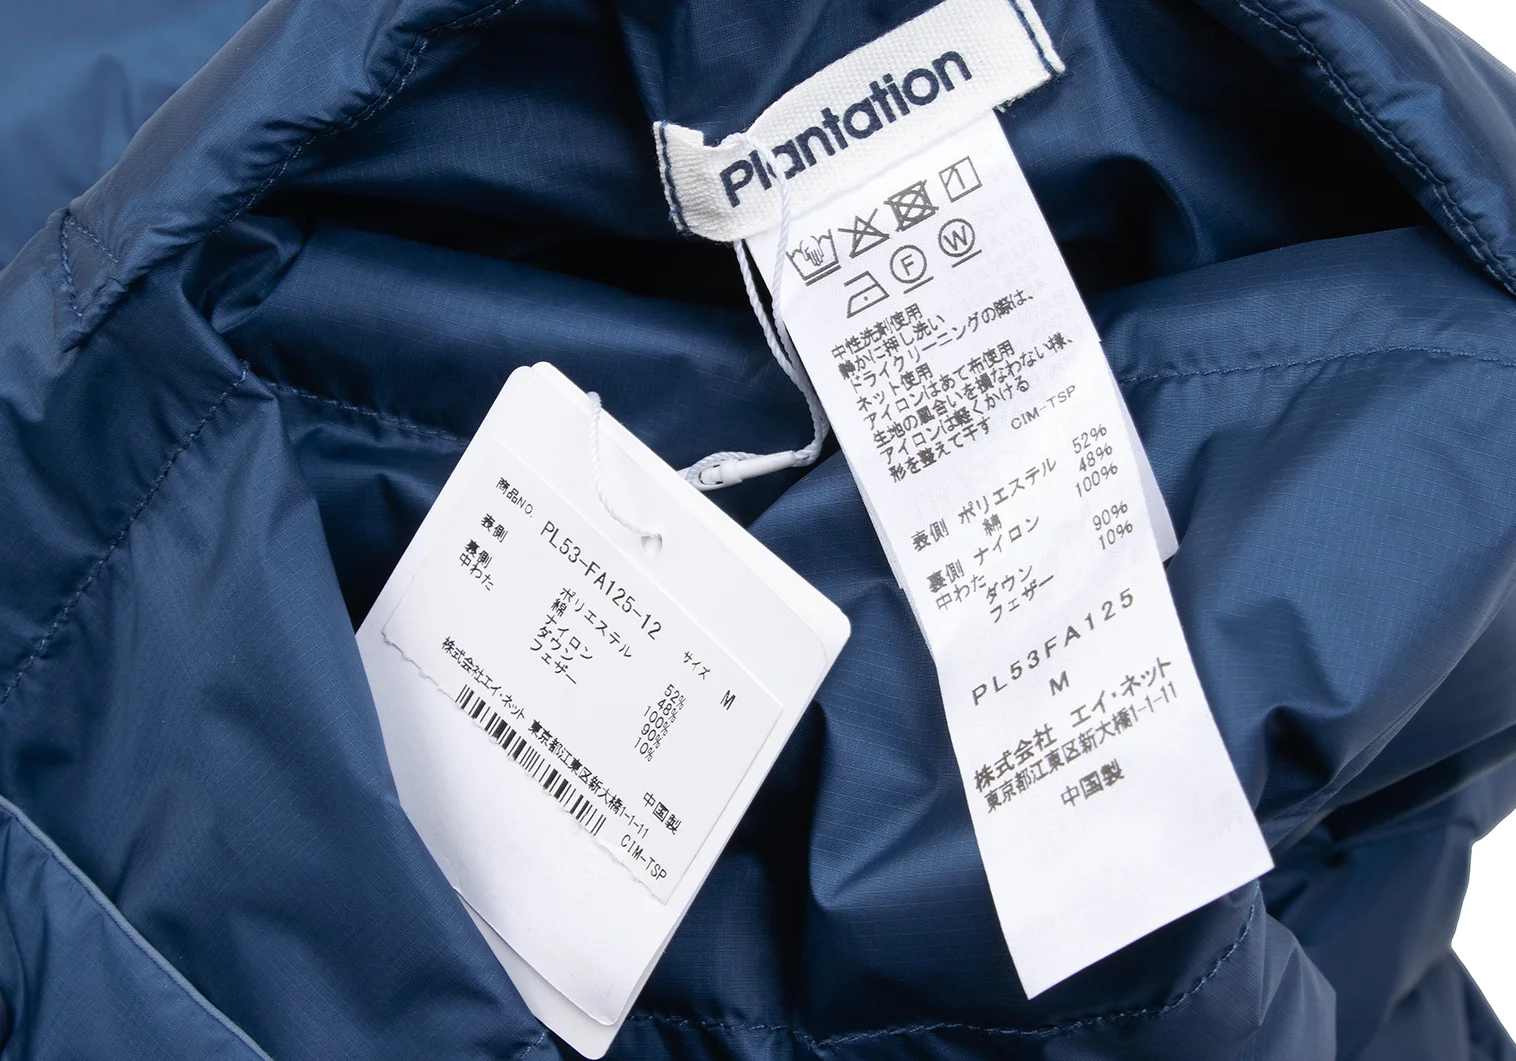 Plantation
F
W
中性洗剤使用
静かに押し洗い
ドライクリーニングの際は、
ネット使用
アイロンはあて布使用
生地の風合いを損なわない様、
アイロンは軽くかける
形を整えて干す
CIM-TSP
表側 ポリエステル 52%
綿 48%
裏側 ナイロン 100%
中わた ダウン 90%
フェザー 10%
PL53FA125
M
株式会社 エイ・ネット
東京都江東区新大橋1-1-11
中国製
商品NO. PL53-FA125-12
サイズ M
表側 ポリエステル 52%
綿 48%
裏側 ナイロン 100%
中わた ダウン 90%
フェザー 10%
中国製
株式会社エイ・ネット 東京都江東区新大橋1-1-11
CIM-TSP